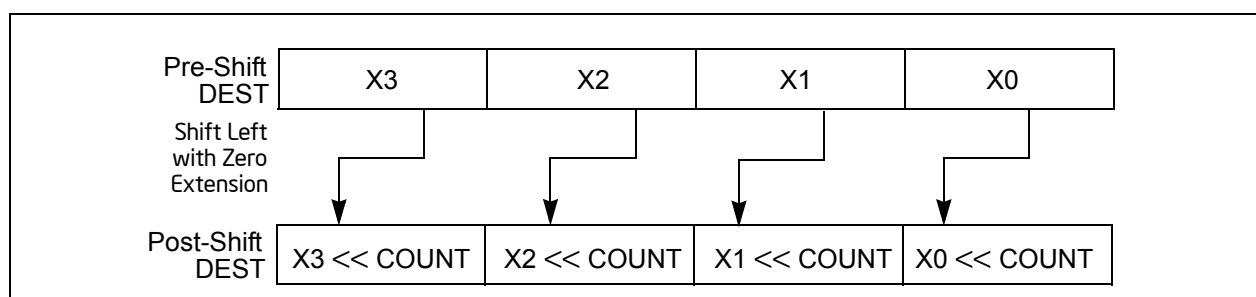 Pre-Shift
DEST
X3 X2 X1 X0
Shift Left
with Zero
Extension
Post-Shift
DEST
X3 << COUNT X2 << COUNT X1 << COUNT X0 << COUNT